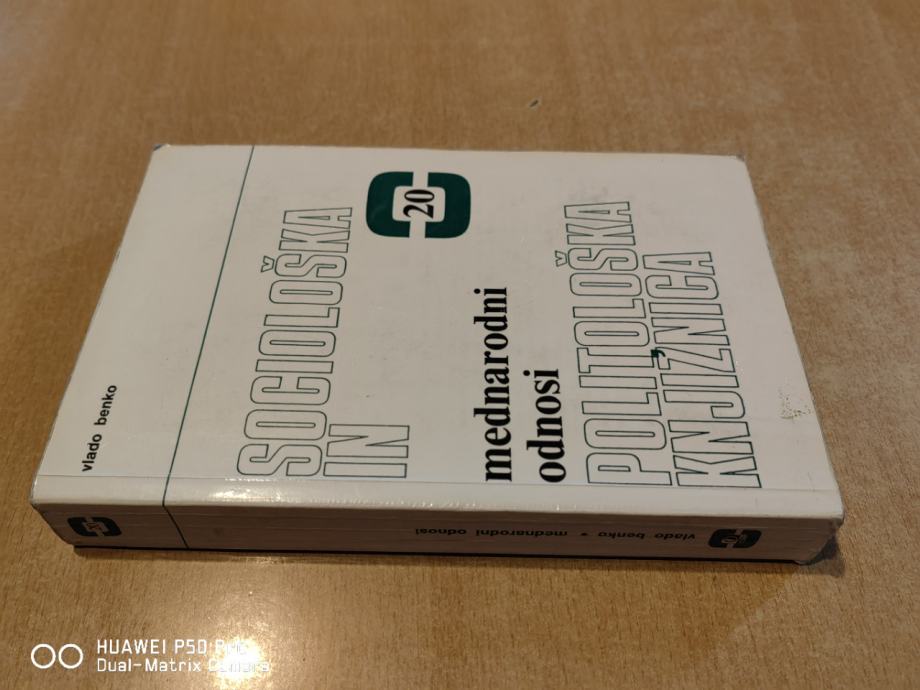 vlado benko
SOCIOLOŠKA
IN
20
mednarodni
odnosi
POLITOLOŠKA
KNJIŽNICA
vlado benko • mednarodni odnosi
20
HUAWEI P50 Pro
Dual-Matrix Camera